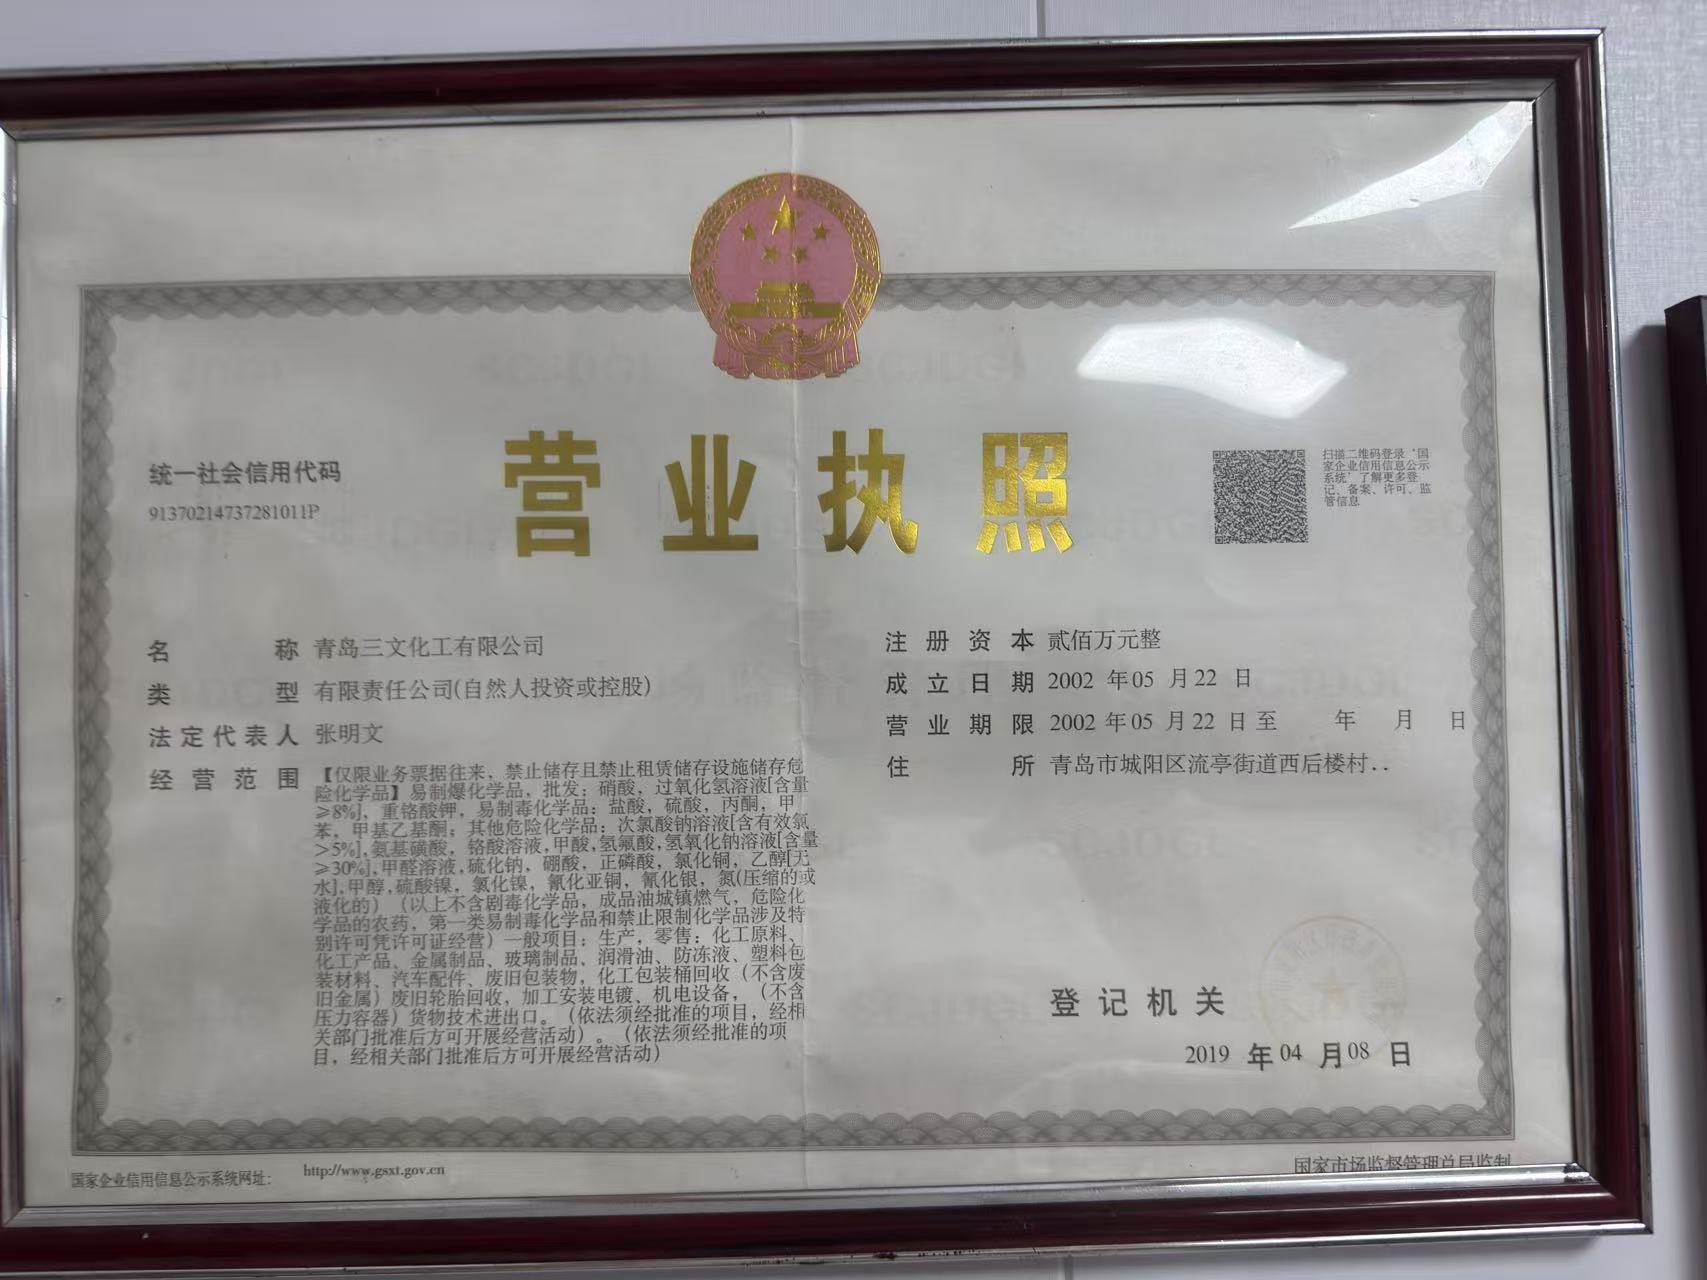 营业执照
统一社会信用代码
91370214737281011P
扫描二维码登录'国
家企业信用信息公示
系统'了解更多登
记、备案、许可、监
管信息
名称 青岛三文化工有限公司
类型 有限责任公司(自然人投资或控股)
法定代表人 张明文
经营范围 【仅限业务票据往来，禁止储存且禁止租赁储存设施储存危
险化学品】易制爆化学品，批发：硝酸，过氧化氢溶液[含量
≥8%]，重铬酸钾，易制毒化学品：盐酸，硫酸，丙酮，甲
苯，甲基乙基酮；其他危险化学品：次氯酸钠溶液[含有效氯
>5%],氨基磺酸，铬酸溶液,甲酸,氢氟酸,氢氧化钠溶液[含量
≥30%],甲醛溶液,硫化钠，硼酸，正磷酸，氯化铜，乙醇[无
水],甲醇,硫酸镍，氯化镍，氰化亚铜，氰化银，氮(压缩的或
液化的）（以上不含剧毒化学品，成品油城镇燃气，危险化
学品的农药，第一类易制毒化学品和禁止限制化学品涉及特
别许可凭许可证经营）一般项目：生产，零售：化工原料、
化工产品、金属制品、玻璃制品、润滑油、防冻液、塑料包
装材料、汽车配件、废旧包装物，化工包装桶回收（不含废
旧金属）废旧轮胎回收，加工安装电镀、机电设备，（不含
压力容器）货物技术进出口。（依法须经批准的项目，经相
关部门批准后方可开展经营活动）。（依法须经批准的项
目，经相关部门批准后方可开展经营活动）
注册资本 贰佰万元整
成立日期 2002 年05 月22 日
营业期限 2002 年05 月22 日至 年 月 日
住所 青岛市城阳区流亭街道西后楼村..
登记机关
2019 年04 月08 日
国家企业信用信息公示系统网址： http://www.gsxt.gov.cn
国家市场监督管理总局监制